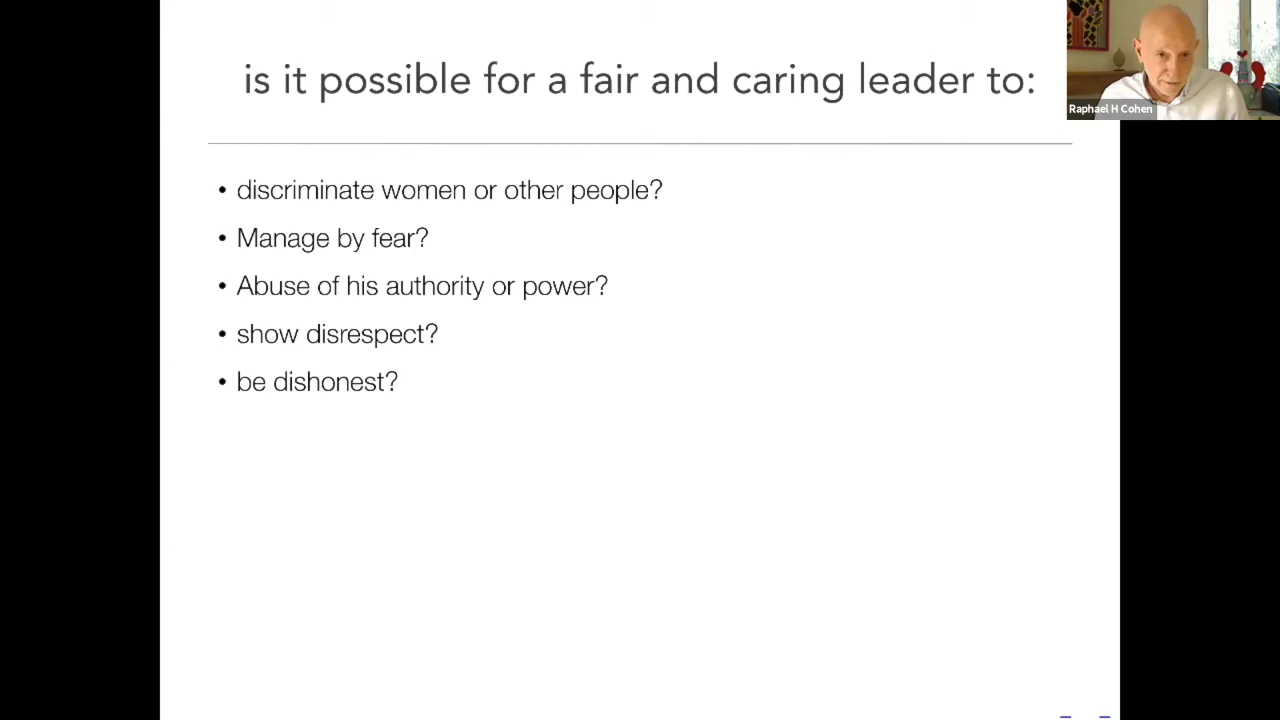 is it possible for a fair and caring leader to:
Raphael H Cohen
• discriminate women or other people?
• Manage by fear?
• Abuse of his authority or power?
• show disrespect?
• be dishonest?